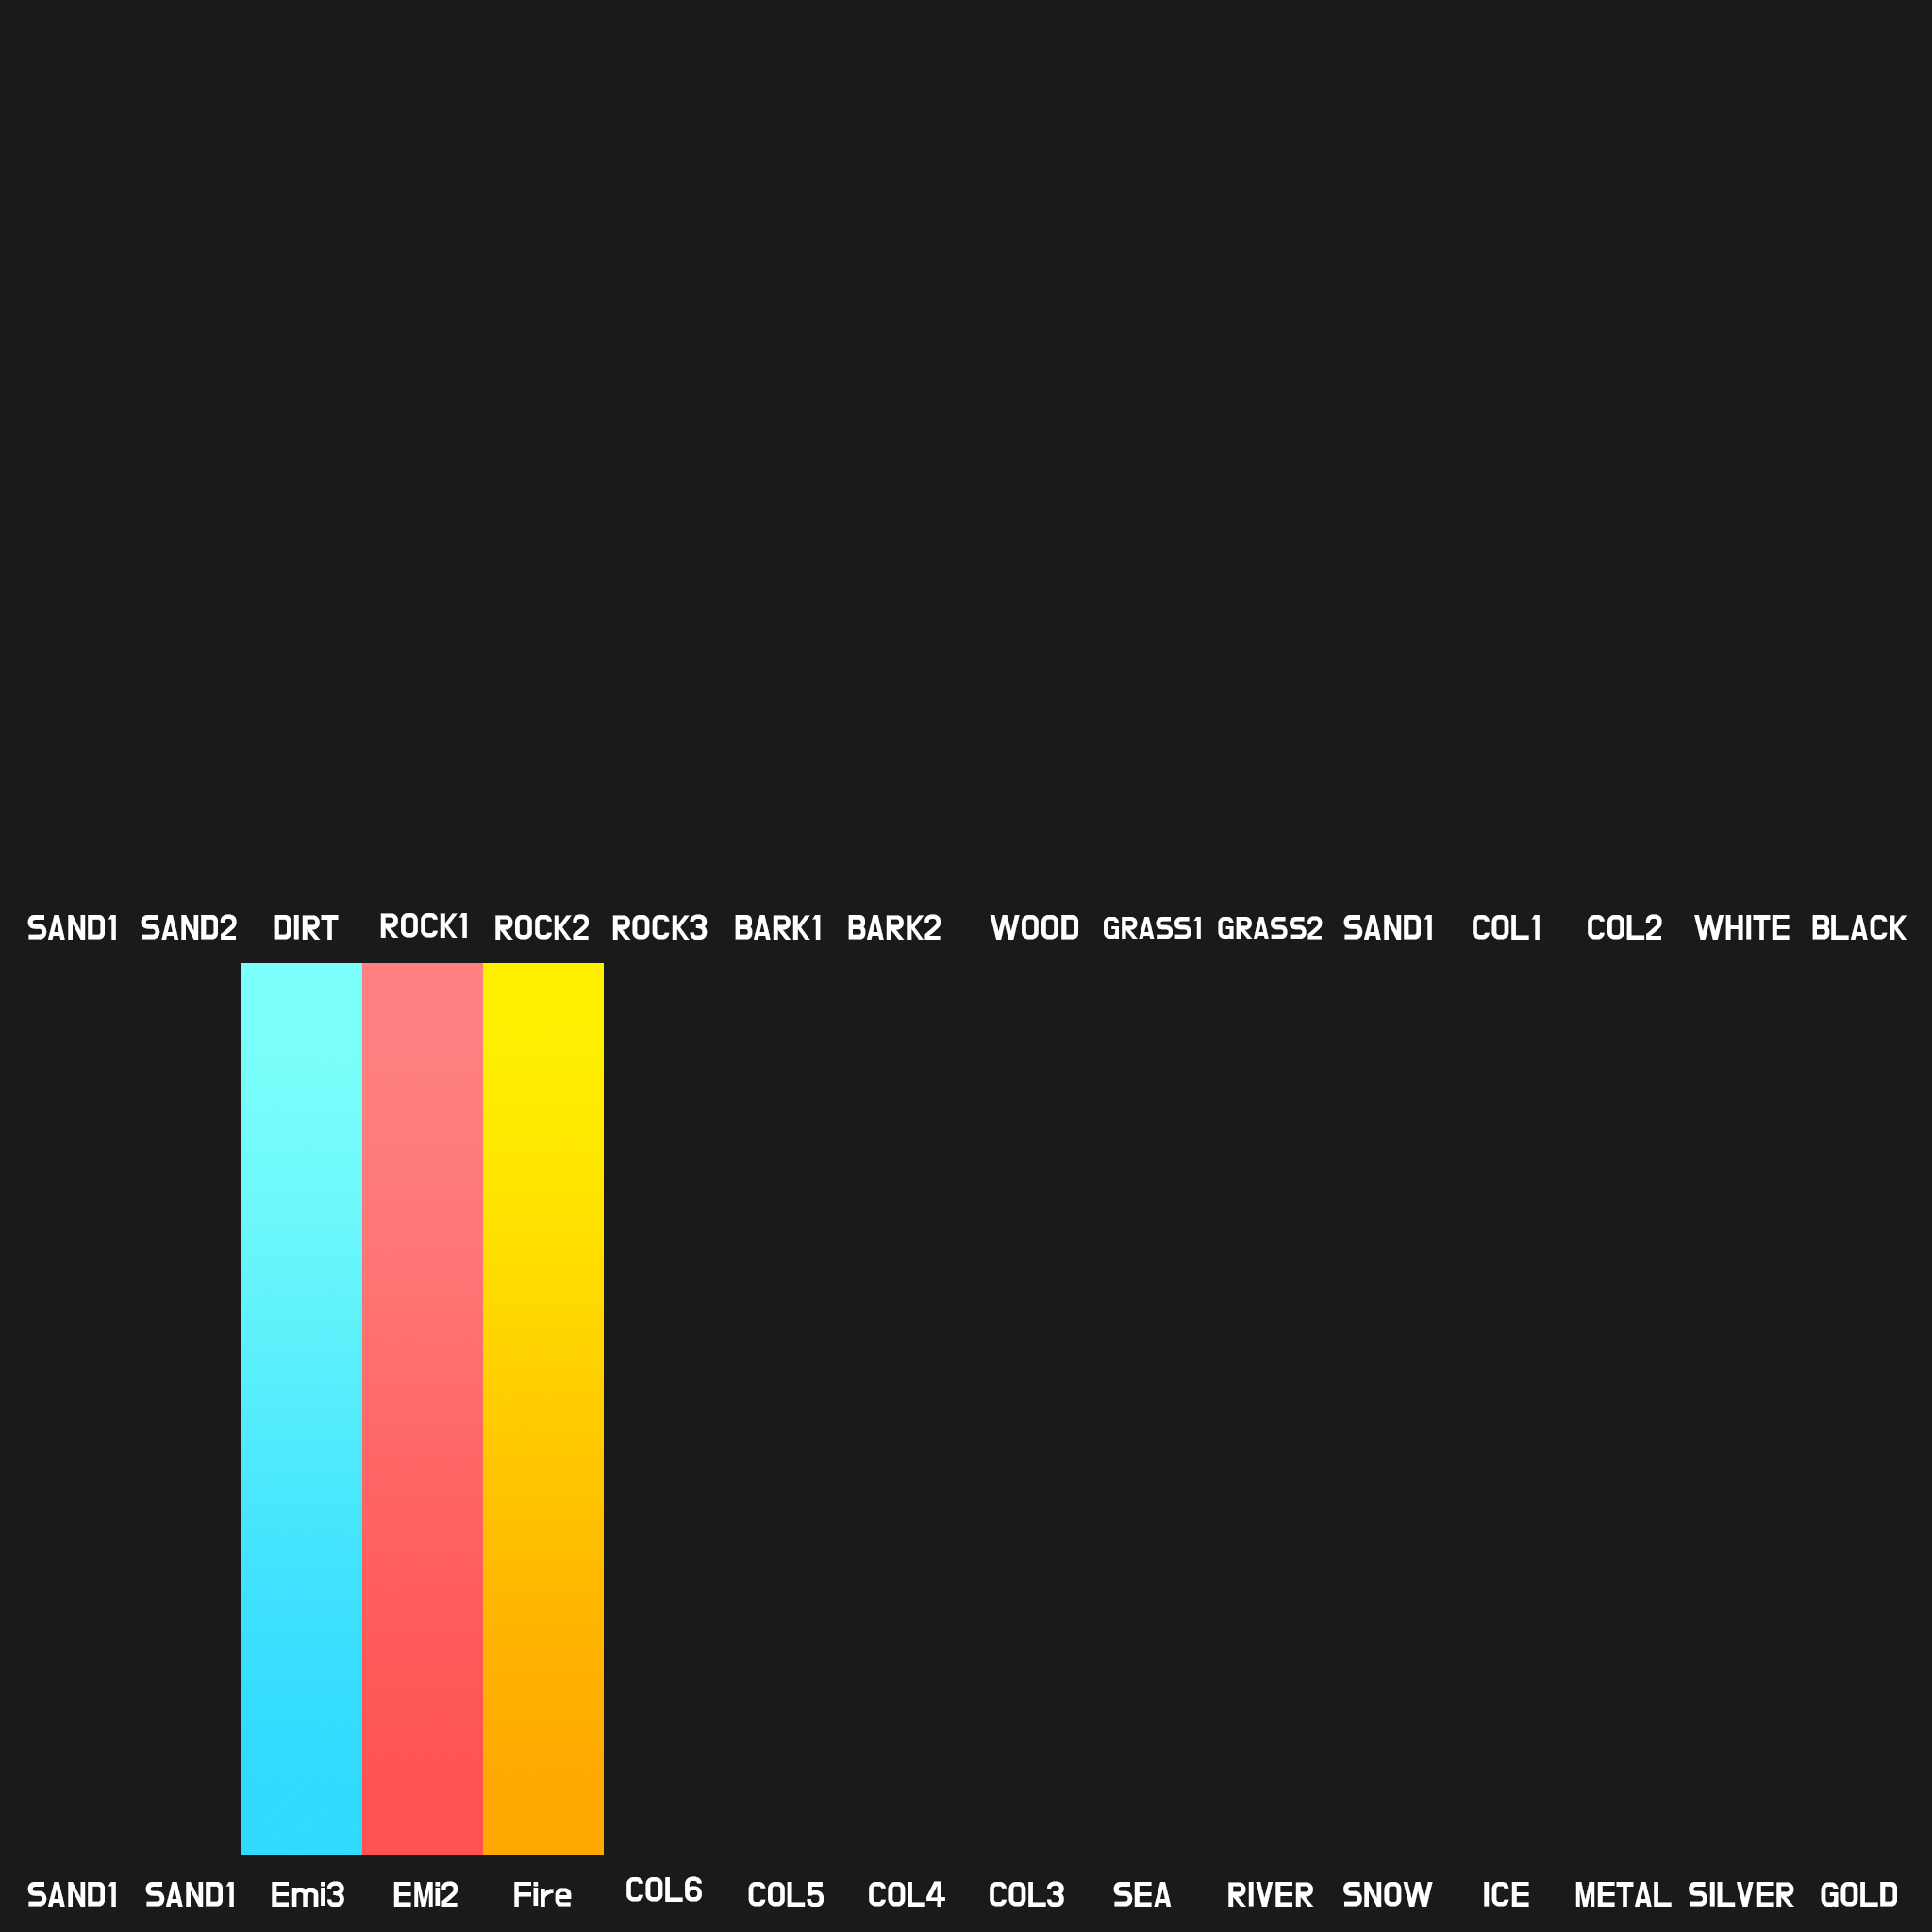 SAND1 SAND2 DIRT ROCK1 ROCK2 ROCK3 BARK1 BARK2 WOOD GRASS1 GRASS2 SAND1 COL1 COL2 WHITE BLACK
SAND1 SAND1 Emi3 EMi2 Fire COL6 COL5 COL4 COL3 SEA RIVER SNOW ICE METAL SILVER GOLD